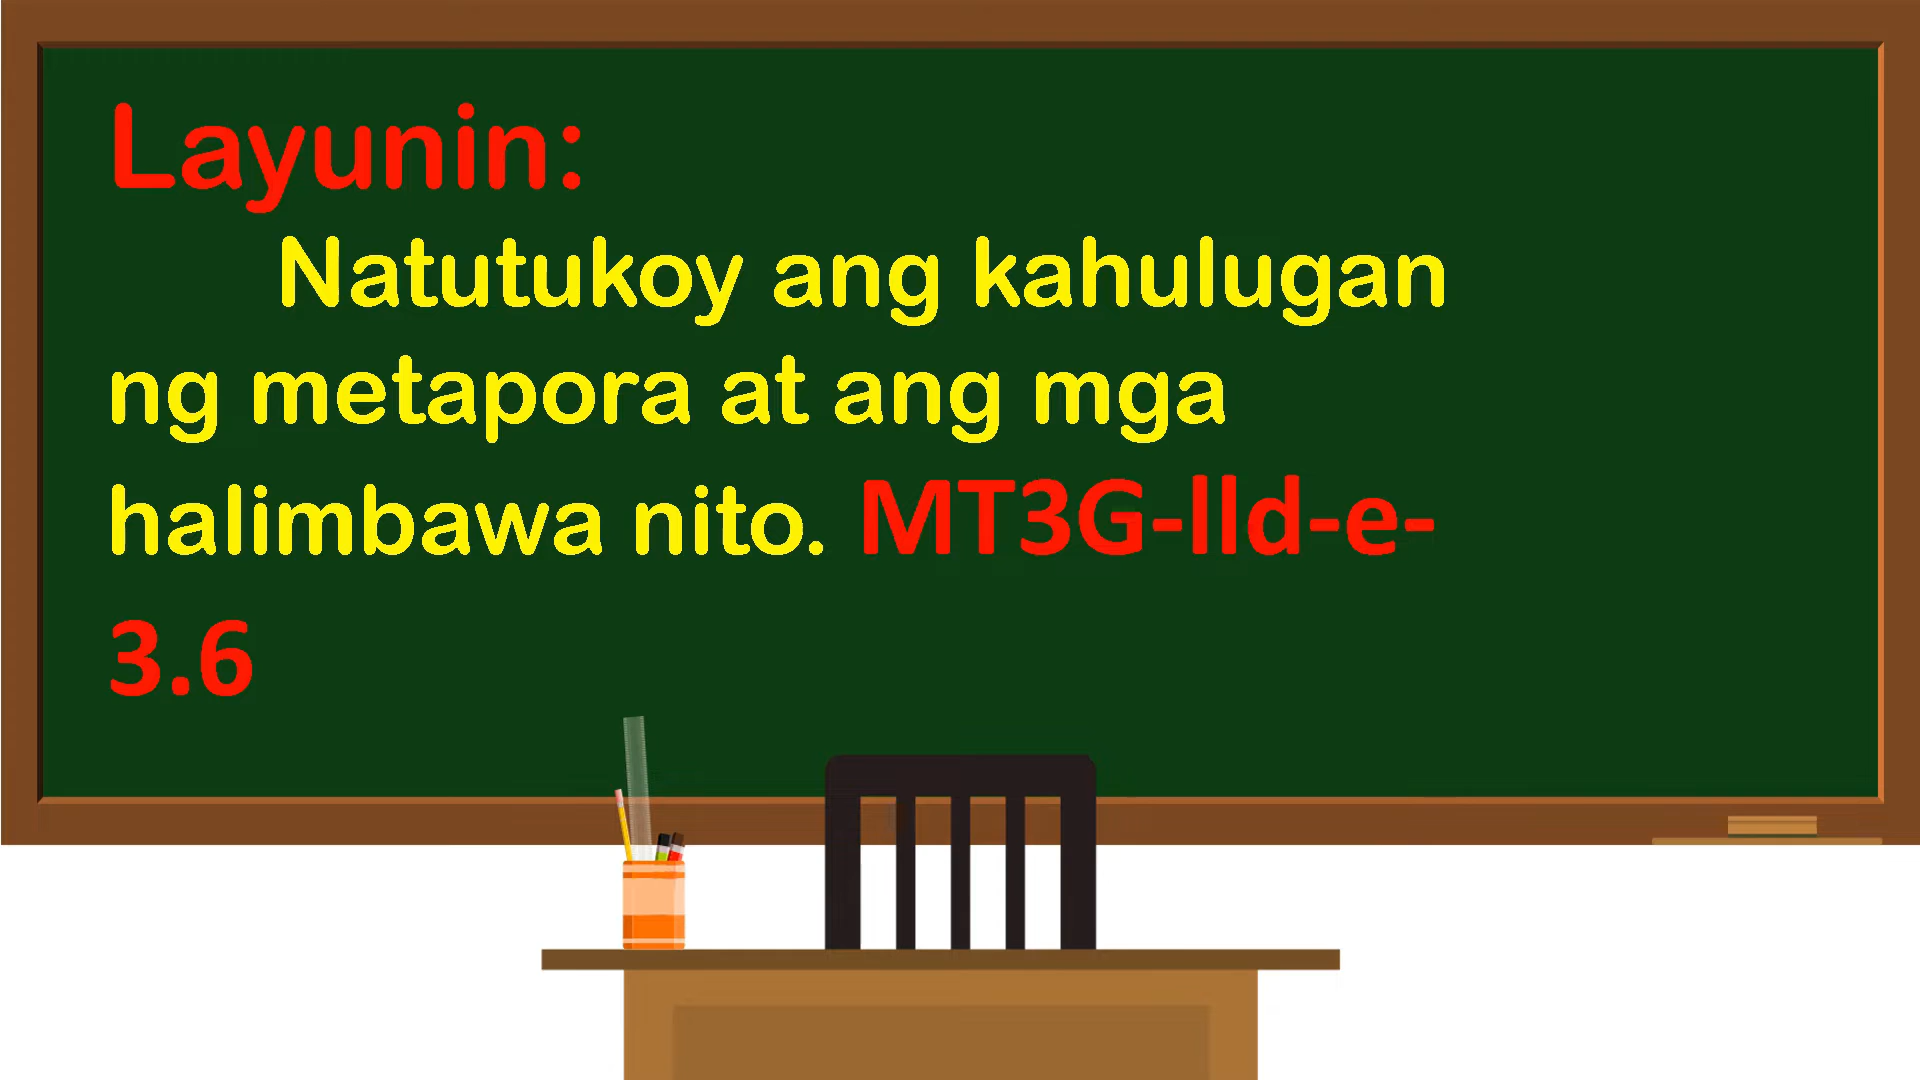 Layunin:
Natutukoy ang kahulugan
ng metapora at ang mga
halimbawa nito. MT3G-lld-e-
3.6